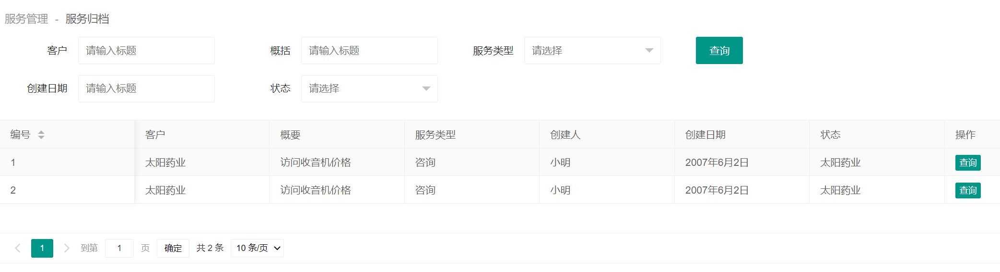 服务管理 - 服务归档
客户 请输入标题 概括 请输入标题 服务类型 请选择 查询
创建日期 请输入标题 状态 请选择
编号 客户 概要 服务类型 创建人 创建日期 状态 操作
1 太阳药业 访问收音机价格 咨询 小明 2007年6月2日 太阳药业 查询
2 太阳药业 访问收音机价格 咨询 小明 2007年6月2日 太阳药业 查询
1 到第 1 页 确定 共 2 条 10 条/页